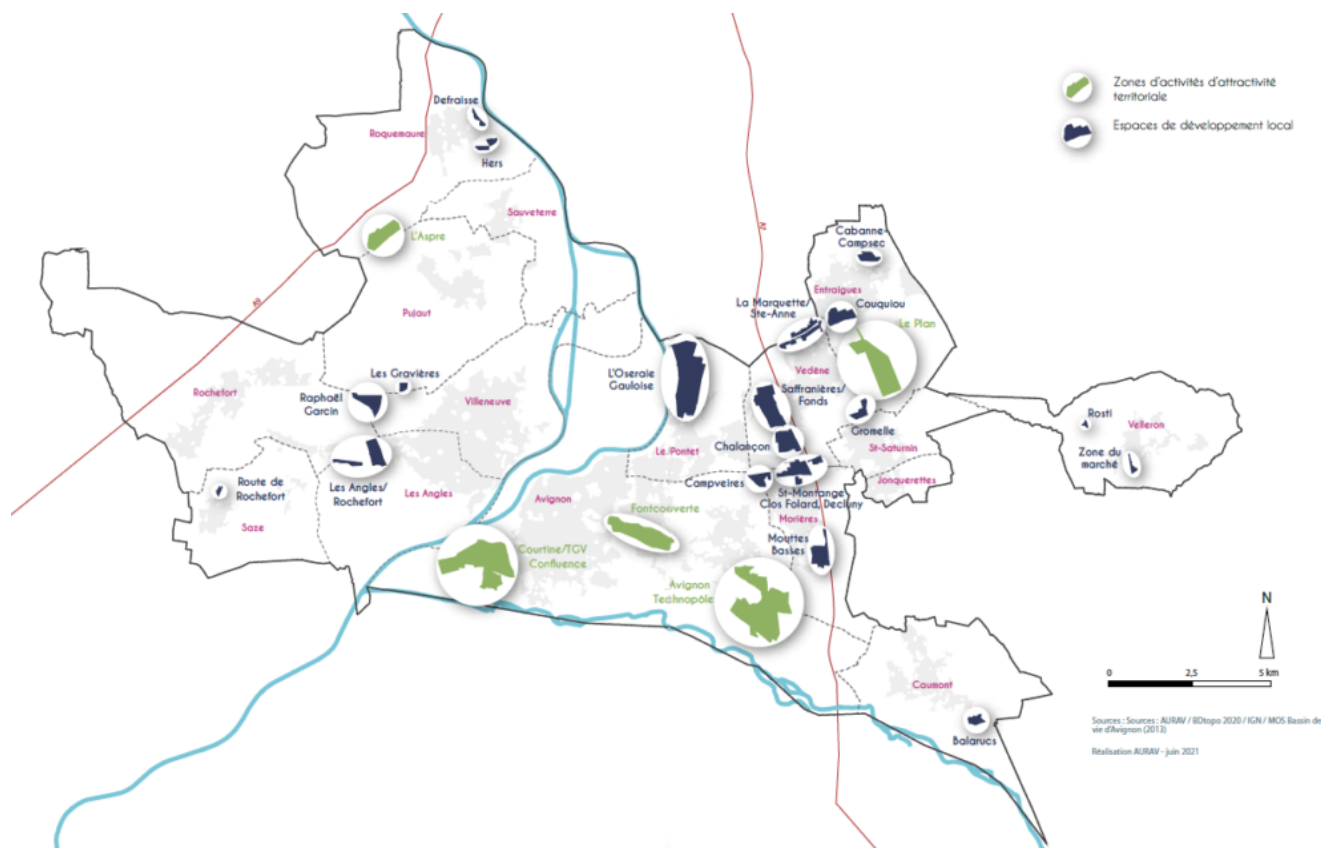 Zones d'activités d'attractivité
territoriale
Espaces de développement local
Defraisse
Roquemaure
Hers
Sauveterre
L'Aspre
A9
A7
Cabanne-
Campsec
Entraigues
La Marquette/
Ste-Anne
Couquiou
Le Plan
Pujaut
L'Oseraie
Gauloise
Vedène
Les Gravières
Rochefort
Raphaël
Garcin
Villeneuve
Saffranières/
Fonds
Gromelle
Rosti
Velleron
Chalançon
St-Saturnin
Le Pontet
Zone du
marché
Campveires
Jonquerettes
Route de
Rochefort
Les Angles/
Rochefort
Les Angles
Avignon
St-Montange
Clos Folard, Decluny
Fontcouverte
Morières
Saze
Mouttes
Basses
Courtine/TGV
Confluence
Avignon
Technopôle
N
Caumont
0 2,5 5 km
Balarucs
Sources : Sources : AURAV / BDtopo 2020 / IGN / MOS Bassin de
vie d'Avignon (2013)
Réalisation AURAV - juin 2021